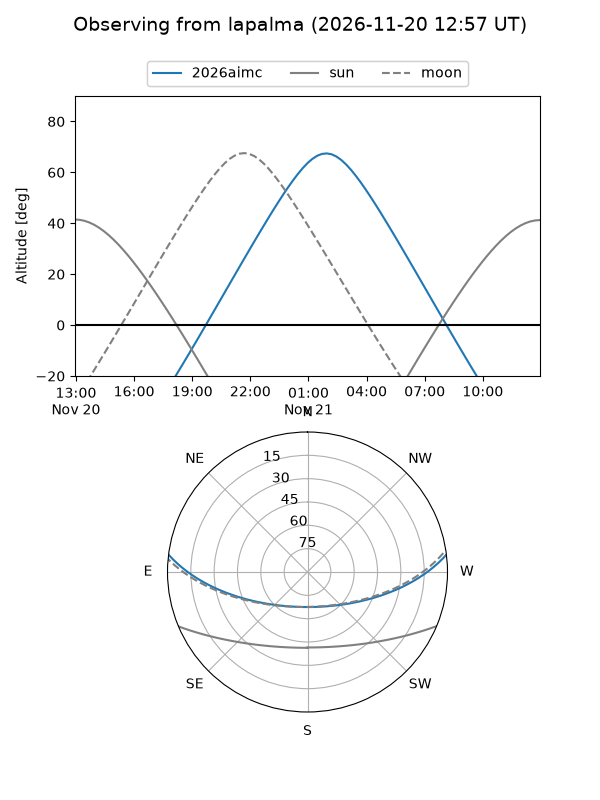 Observing from lapalma (2026-11-20 12:57 UT)
2026aimc sun moon
Altitude [deg]
80
60
40
20
0
−20
13:00 16:00 19:00 22:00 01:00 04:00 07:00 10:00
Nov 20 Nov 21
N
NE NW
15
30
45
60
75
E W
SE SW
S